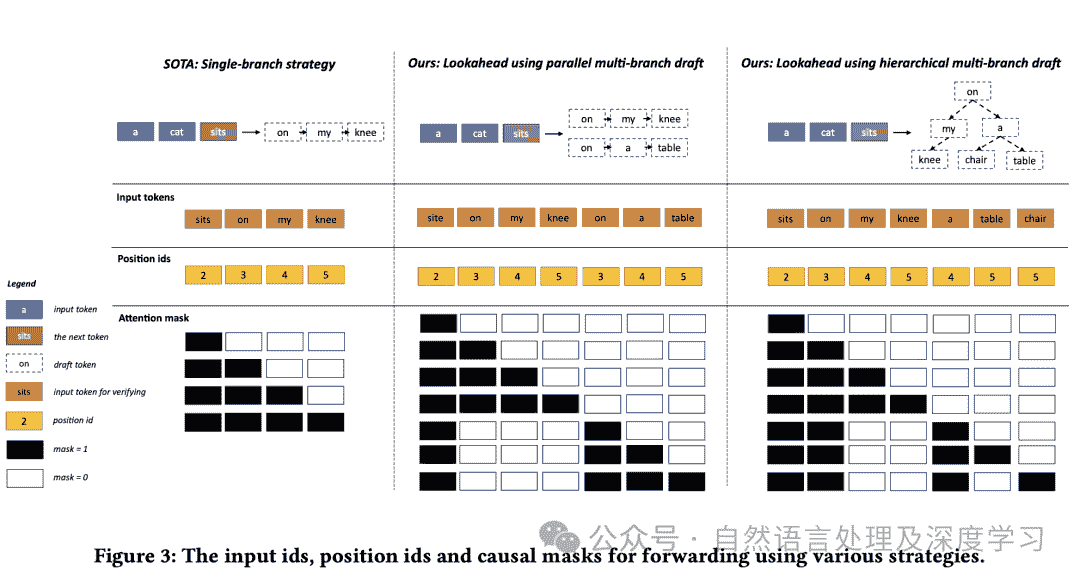 SOTA: Single-branch strategy
Ours: Lookahead using parallel multi-branch draft
Ours: Lookahead using hierarchical multi-branch draft
a cat sits on my knee
a cat sits on my knee
on a table
a cat sits on
my a
knee chair table
Input tokens
sits on my knee
site on my knee on a table
sits on my knee a table chair
Position ids
2 3 4 5
2 3 4 5 3 4 5
2 3 4 5 4 5 5
Attention mask
Legend
a input token
sits the next token
on draft token
sits input token for verifying
2 position id
mask = 1
mask = 0
公众号 · 自然语言处理及深度学习
Figure 3: The input ids, position ids and causal masks for forwarding using various strategies.